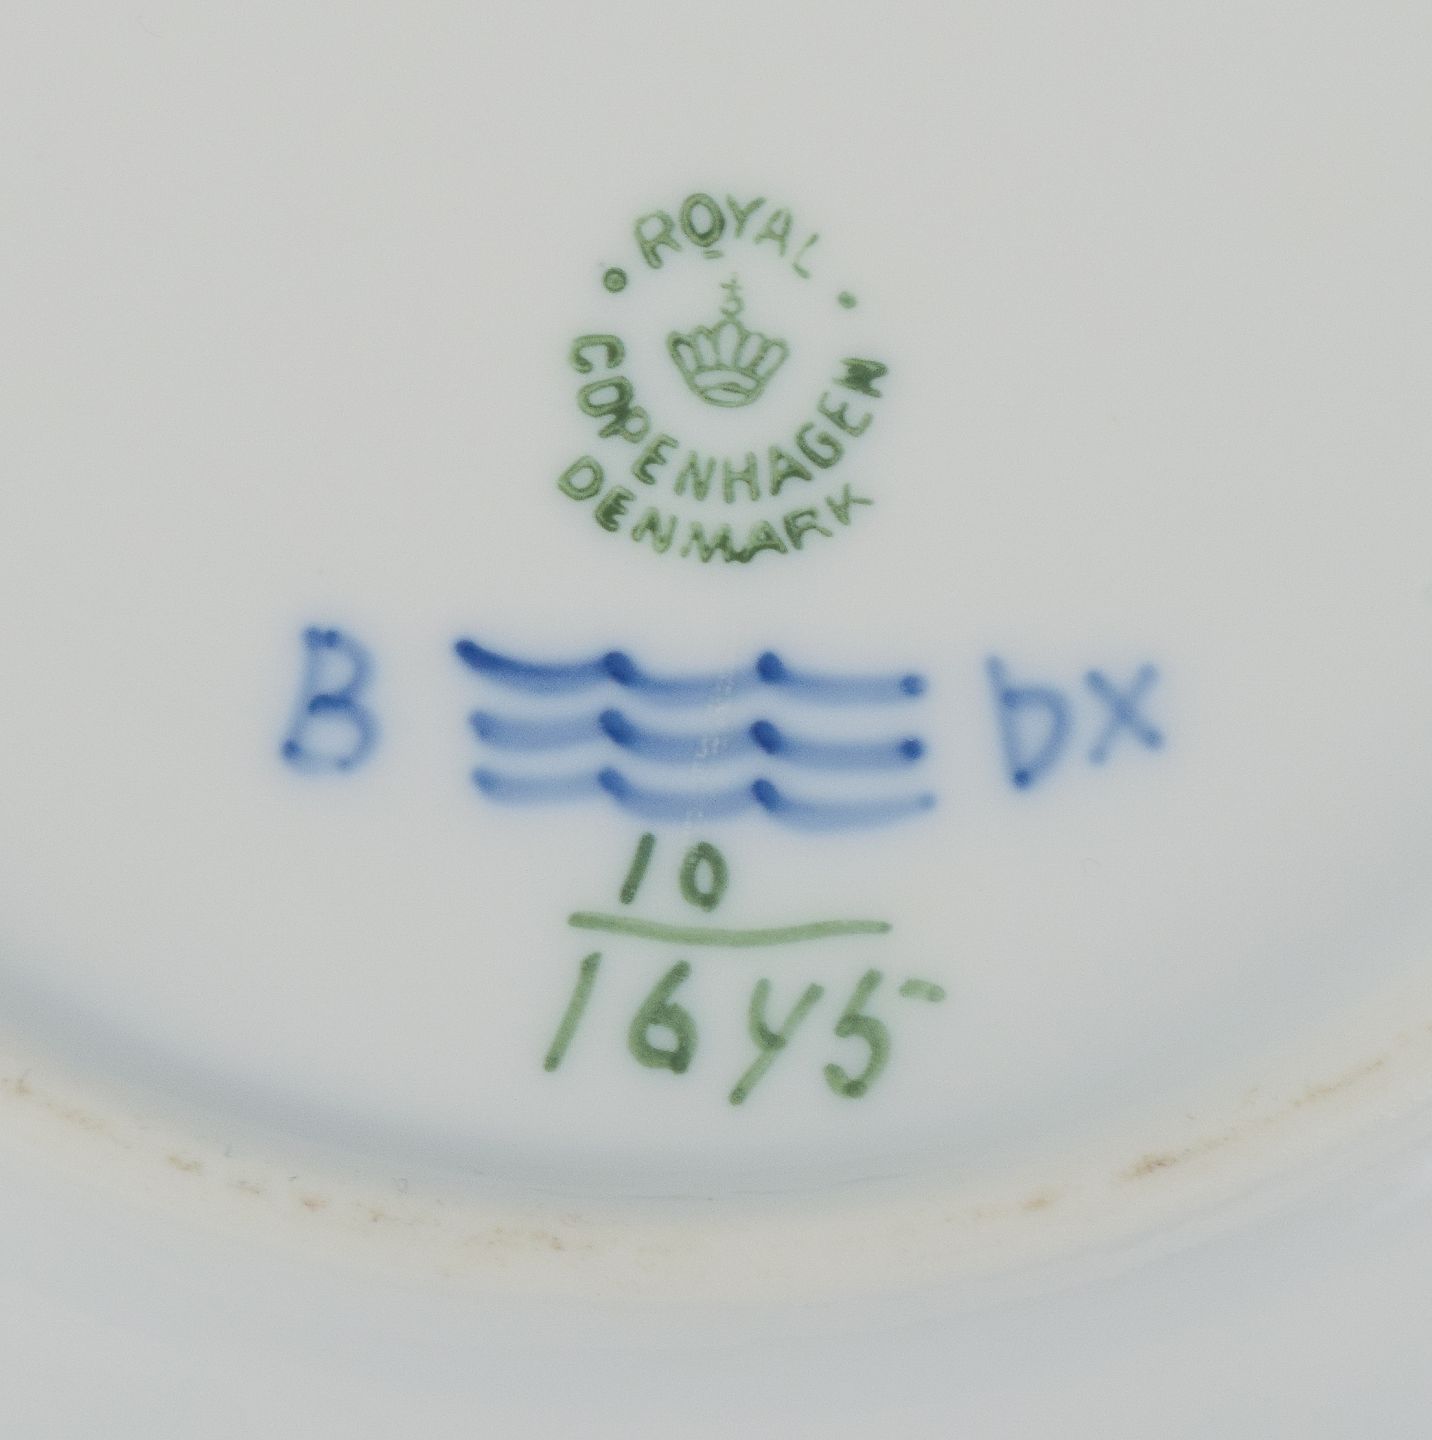 ROYAL
COPENHAGEN
DENMARK
B bx
10
1645